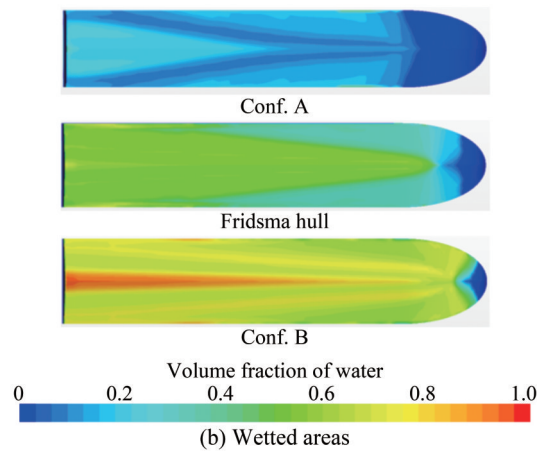 Conf. A
Fridsma hull
Conf. B
Volume fraction of water
0 0.2 0.4 0.6 0.8 1.0
(b) Wetted areas